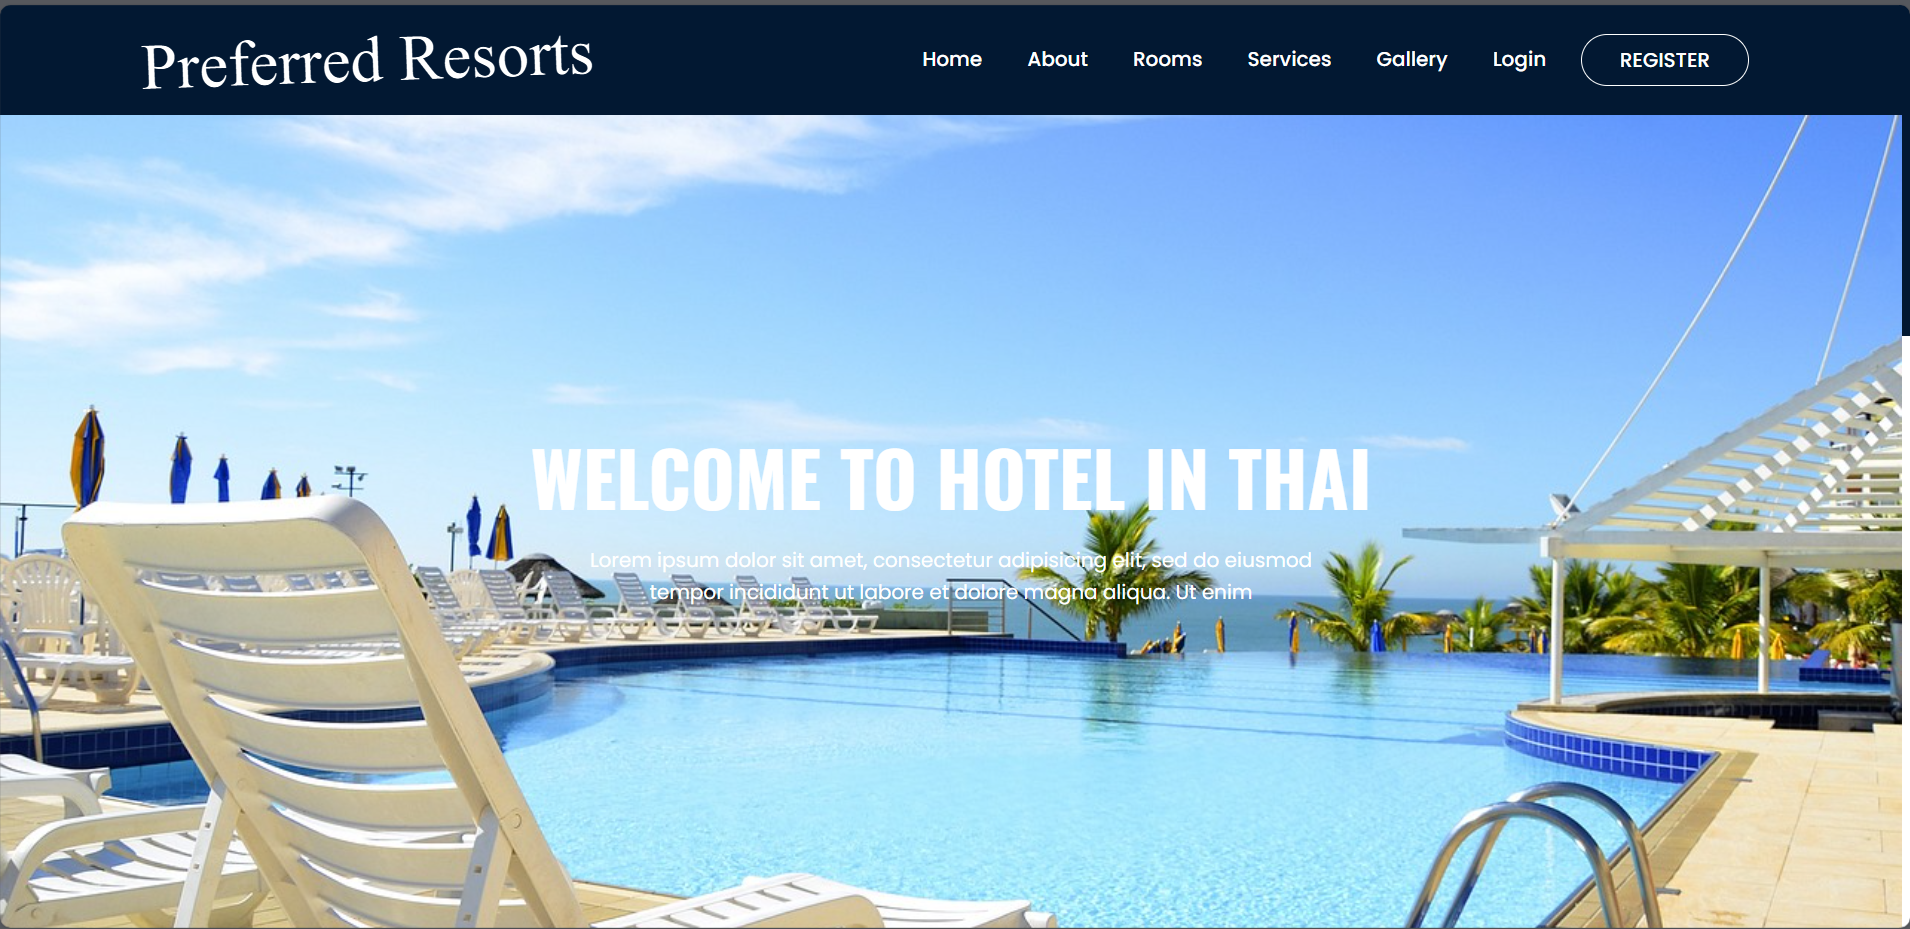 Preferred Resorts
Home About Rooms Services Gallery Login REGISTER
WELCOME TO HOTEL IN THAI
Lorem ipsum dolor sit amet, consectetur adipisicing elit, sed do eiusmod
tempor incididunt ut labore et dolore magna aliqua. Ut enim